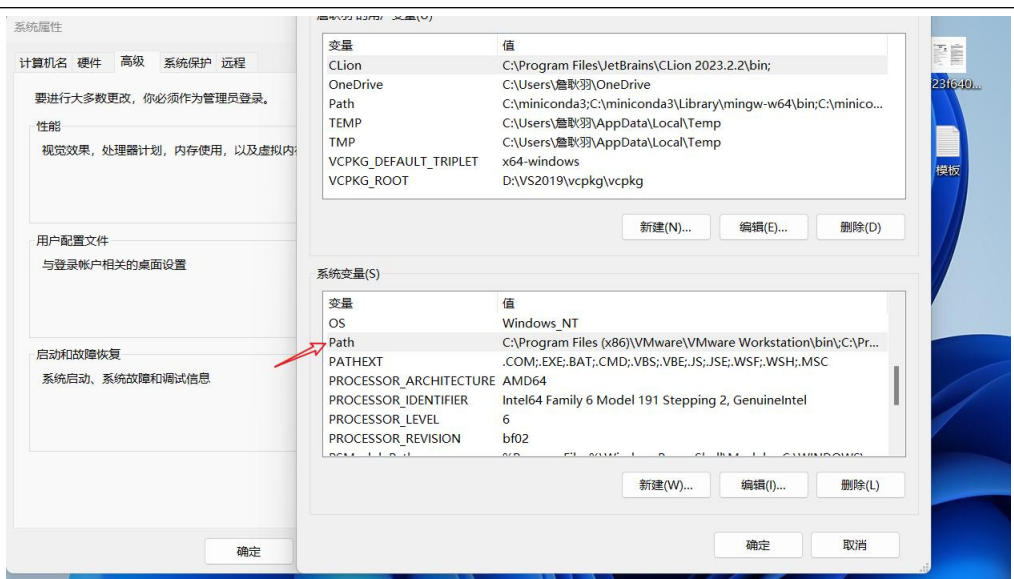 系统属性
计算机名 硬件 高级 系统保护 远程
要进行大多数更改，你必须作为管理员登录。
性能
视觉效果，处理器计划，内存使用，以及虚拟内
用户配置文件
与登录帐户相关的桌面设置
启动和故障恢复
系统启动、系统故障和调试信息
确定
詹耿羽 的用户变量(U)
变量 值
CLion C:\Program Files\JetBrains\CLion 2023.2.2\bin;
OneDrive C:\Users\詹耿羽\OneDrive
Path C:\miniconda3;C:\miniconda3\Library\mingw-w64\bin;C:\minico...
TEMP C:\Users\詹耿羽\AppData\Local\Temp
TMP C:\Users\詹耿羽\AppData\Local\Temp
VCPKG_DEFAULT_TRIPLET x64-windows
VCPKG_ROOT D:\VS2019\vcpkg\vcpkg
新建(N)... 编辑(E)... 删除(D)
系统变量(S)
变量 值
OS Windows_NT
Path C:\Program Files (x86)\VMware\VMware Workstation\bin\;C:\Pr...
PATHEXT .COM;.EXE;.BAT;.CMD;.VBS;.VBE;.JS;.JSE;.WSF;.WSH;.MSC
PROCESSOR_ARCHITECTURE AMD64
PROCESSOR_IDENTIFIER Intel64 Family 6 Model 191 Stepping 2, GenuineIntel
PROCESSOR_LEVEL 6
PROCESSOR_REVISION bf02
新建(W)... 编辑(I)... 删除(L)
确定 取消
23f640...
模板